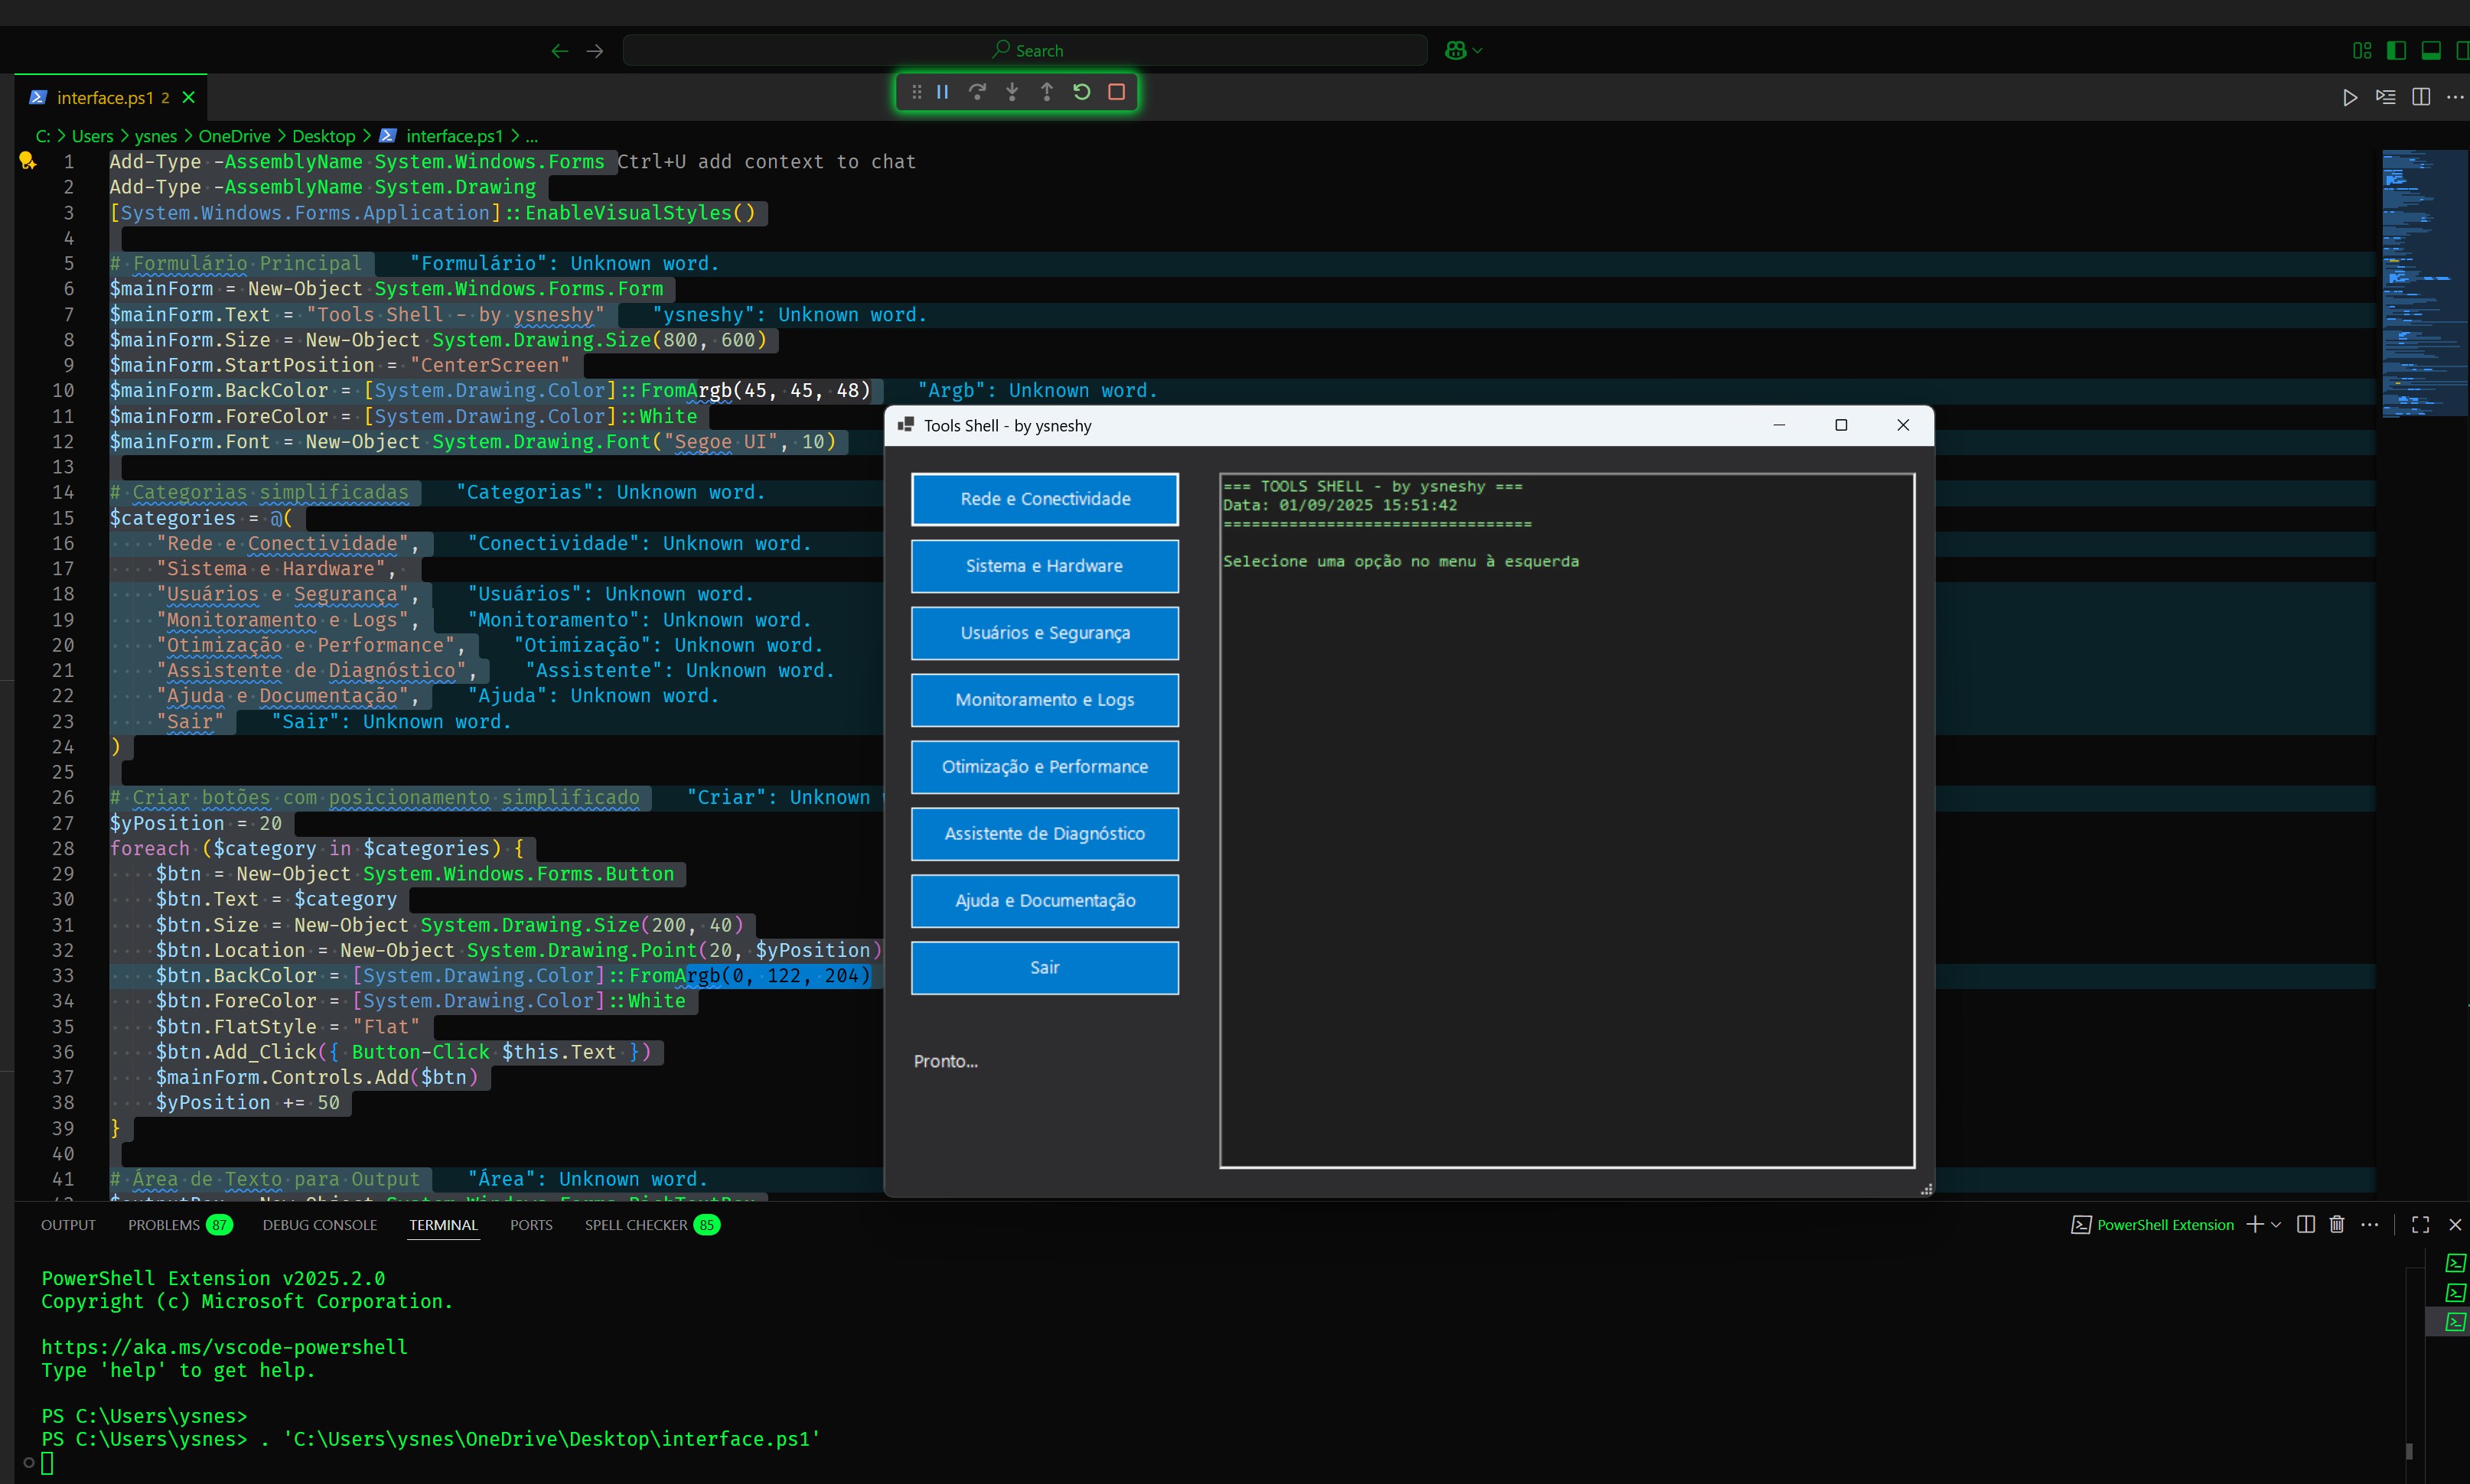 Search
interface.ps1 2
C: > Users > ysnes > OneDrive > Desktop > interface.ps1 > ...
1 Add-Type -AssemblyName System.Windows.Forms Ctrl+U add context to chat
2 Add-Type -AssemblyName System.Drawing
3 [System.Windows.Forms.Application]::EnableVisualStyles()
4
5 # Formulário Principal "Formulário": Unknown word.
6 $mainForm = New-Object System.Windows.Forms.Form
7 $mainForm.Text = "Tools Shell - by ysneshy" "ysneshy": Unknown word.
8 $mainForm.Size = New-Object System.Drawing.Size(800, 600)
9 $mainForm.StartPosition = "CenterScreen"
10 $mainForm.BackColor = [System.Drawing.Color]::FromArgb(45, 45, 48) "Argb": Unknown word.
11 $mainForm.ForeColor = [System.Drawing.Color]::White
12 $mainForm.Font = New-Object System.Drawing.Font("Segoe UI", 10)
13
14 # Categorias simplificadas "Categorias": Unknown word.
15 $categories = @(
16 "Rede e Conectividade", "Conectividade": Unknown word.
17 "Sistema e Hardware",
18 "Usuários e Segurança", "Usuários": Unknown word.
19 "Monitoramento e Logs", "Monitoramento": Unknown word.
20 "Otimização e Performance", "Otimização": Unknown word.
21 "Assistente de Diagnóstico", "Assistente": Unknown word.
22 "Ajuda e Documentação", "Ajuda": Unknown word.
23 "Sair" "Sair": Unknown word.
24 )
25
26 # Criar botões com posicionamento simplificado "Criar": Unknown
27 $yPosition = 20
28 foreach ($category in $categories) {
29 $btn = New-Object System.Windows.Forms.Button
30 $btn.Text = $category
31 $btn.Size = New-Object System.Drawing.Size(200, 40)
32 $btn.Location = New-Object System.Drawing.Point(20, $yPosition)
33 $btn.BackColor = [System.Drawing.Color]::FromArgb(0, 122, 204)
34 $btn.ForeColor = [System.Drawing.Color]::White
35 $btn.FlatStyle = "Flat"
36 $btn.Add_Click({ Button-Click $this.Text })
37 $mainForm.Controls.Add($btn)
38 $yPosition += 50
39 }
40
41 # Área de Texto para Output "Área": Unknown word.
Tools Shell - by ysneshy
Rede e Conectividade
Sistema e Hardware
Usuários e Segurança
Monitoramento e Logs
Otimização e Performance
Assistente de Diagnóstico
Ajuda e Documentação
Sair
Pronto...
=== TOOLS SHELL - by ysneshy ===
Data: 01/09/2025 15:51:42
=================================
Selecione uma opção no menu à esquerda
OUTPUT PROBLEMS 87 DEBUG CONSOLE TERMINAL PORTS SPELL CHECKER 85 PowerShell Extension
PowerShell Extension v2025.2.0
Copyright (c) Microsoft Corporation.
https://aka.ms/vscode-powershell
Type 'help' to get help.
PS C:\Users\ysnes>
PS C:\Users\ysnes> . 'C:\Users\ysnes\OneDrive\Desktop\interface.ps1'